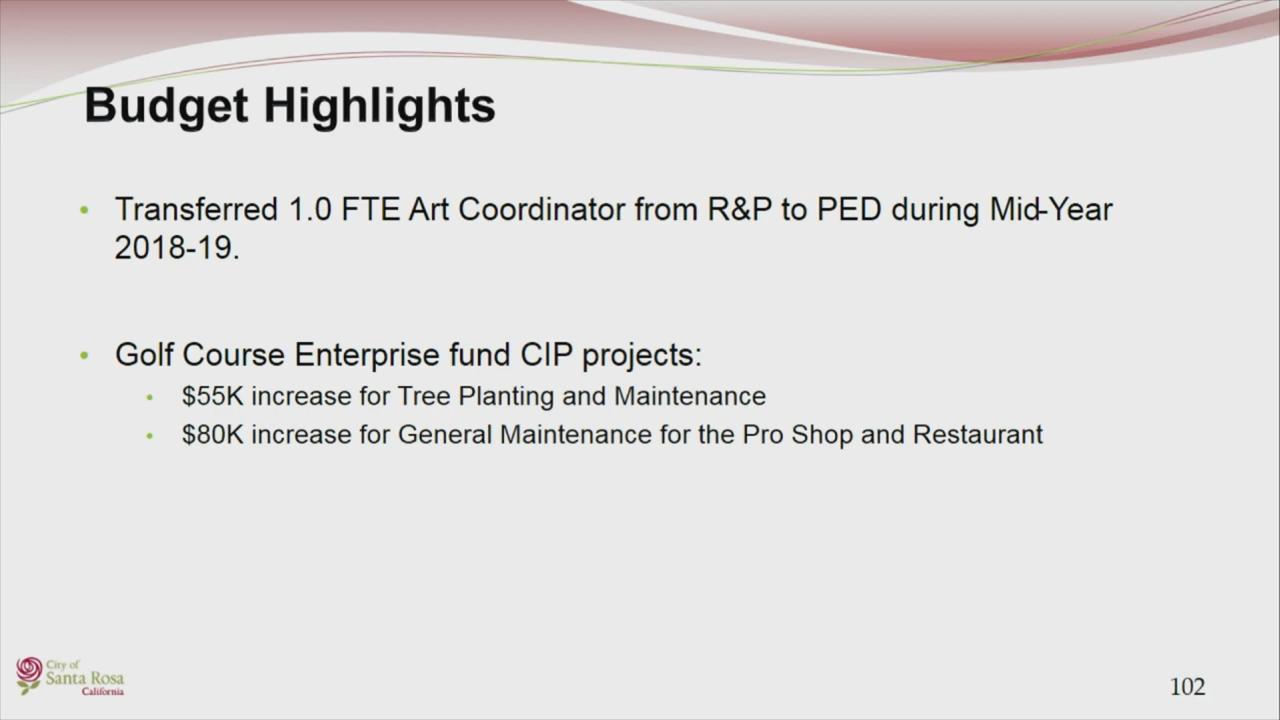 Budget Highlights
• Transferred 1.0 FTE Art Coordinator from R&P to PED during Mid-Year
2018-19.
• Golf Course Enterprise fund CIP projects:
• $55K increase for Tree Planting and Maintenance
• $80K increase for General Maintenance for the Pro Shop and Restaurant
City of
Santa Rosa
California
102